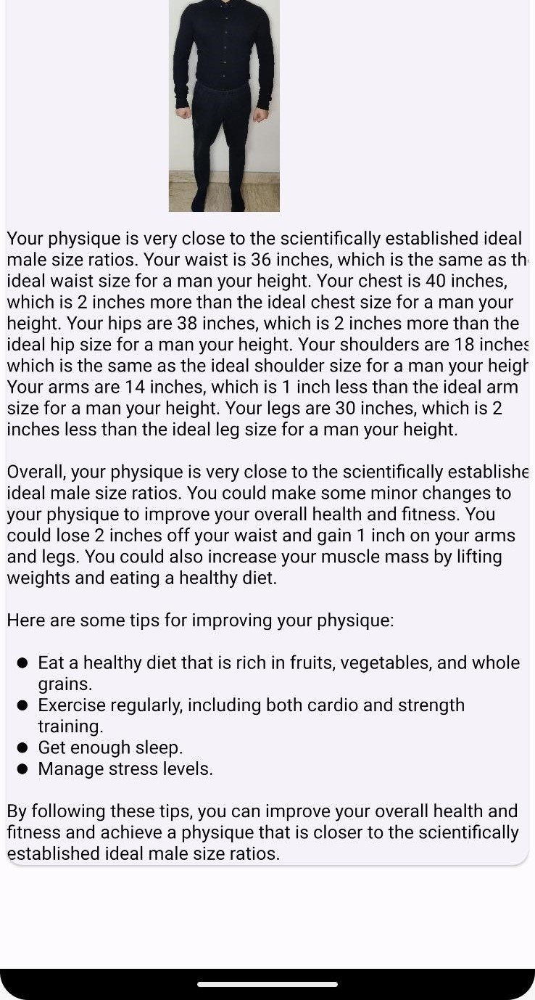 Your physique is very close to the scientifically established ideal
male size ratios. Your waist is 36 inches, which is the same as th
ideal waist size for a man your height. Your chest is 40 inches,
which is 2 inches more than the ideal chest size for a man your
height. Your hips are 38 inches, which is 2 inches more than the
ideal hip size for a man your height. Your shoulders are 18 inches
which is the same as the ideal shoulder size for a man your heigh
Your arms are 14 inches, which is 1 inch less than the ideal arm
size for a man your height. Your legs are 30 inches, which is 2
inches less than the ideal leg size for a man your height.
Overall, your physique is very close to the scientifically establishe
ideal male size ratios. You could make some minor changes to
your physique to improve your overall health and fitness. You
could lose 2 inches off your waist and gain 1 inch on your arms
and legs. You could also increase your muscle mass by lifting
weights and eating a healthy diet.
Here are some tips for improving your physique:
● Eat a healthy diet that is rich in fruits, vegetables, and whole
grains.
● Exercise regularly, including both cardio and strength
training.
● Get enough sleep.
● Manage stress levels.
By following these tips, you can improve your overall health and
fitness and achieve a physique that is closer to the scientifically
established ideal male size ratios.